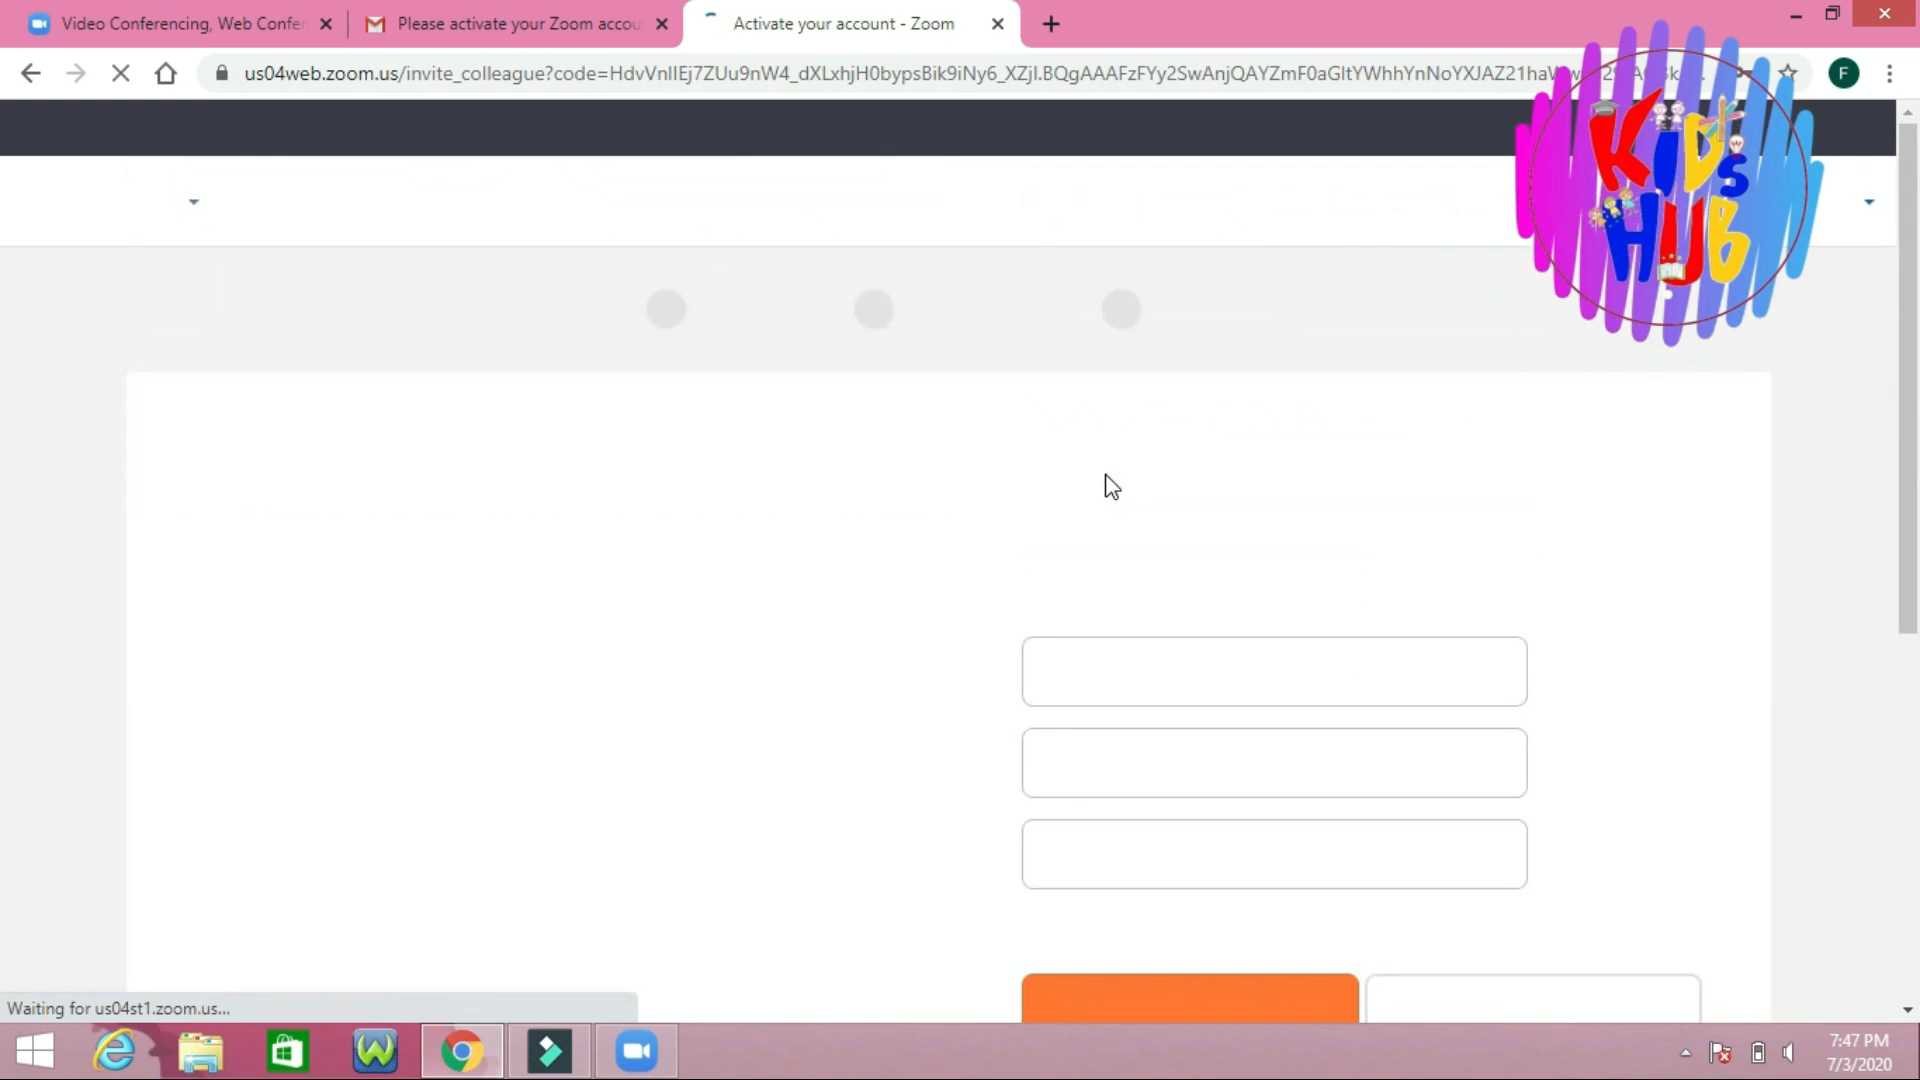 Video Conferencing, Web Confer
Please activate your Zoom accou
Activate your account - Zoom
us04web.zoom.us/invite_colleague?code=HdvVnlIEj7ZUu9nW4_dXLxhjH0bypsBik9iNy6_XZjI.BQgAAAFzFYy2SwAnjQAYZmF0aGltYWhhYnNoYXJAZ21ha
F
KIDS
HUB
Waiting for us04st1.zoom.us...
7:47 PM
7/3/2020